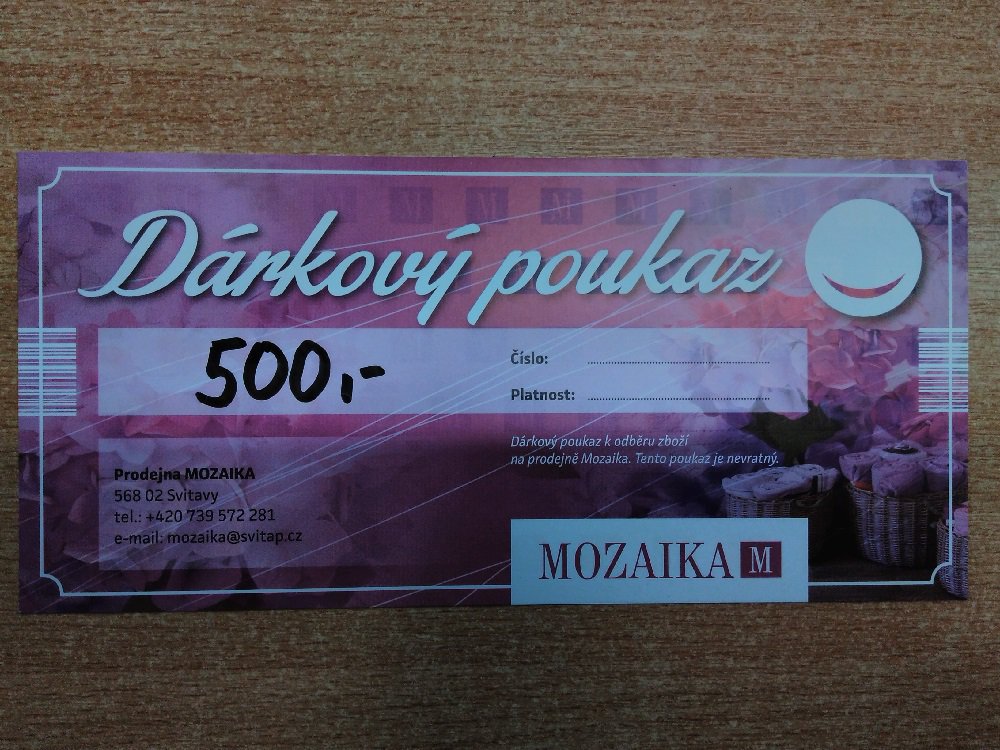 Dárkový poukaz
500,-
Číslo:
Platnost:
Dárkový poukaz k odběru zboží
na prodejně Mozaika. Tento poukaz je nevratný.
Prodejna MOZAIKA
568 02 Svitavy
tel.: +420 739 572 281
e-mail: mozaika@svitap.cz
MOZAIKA M